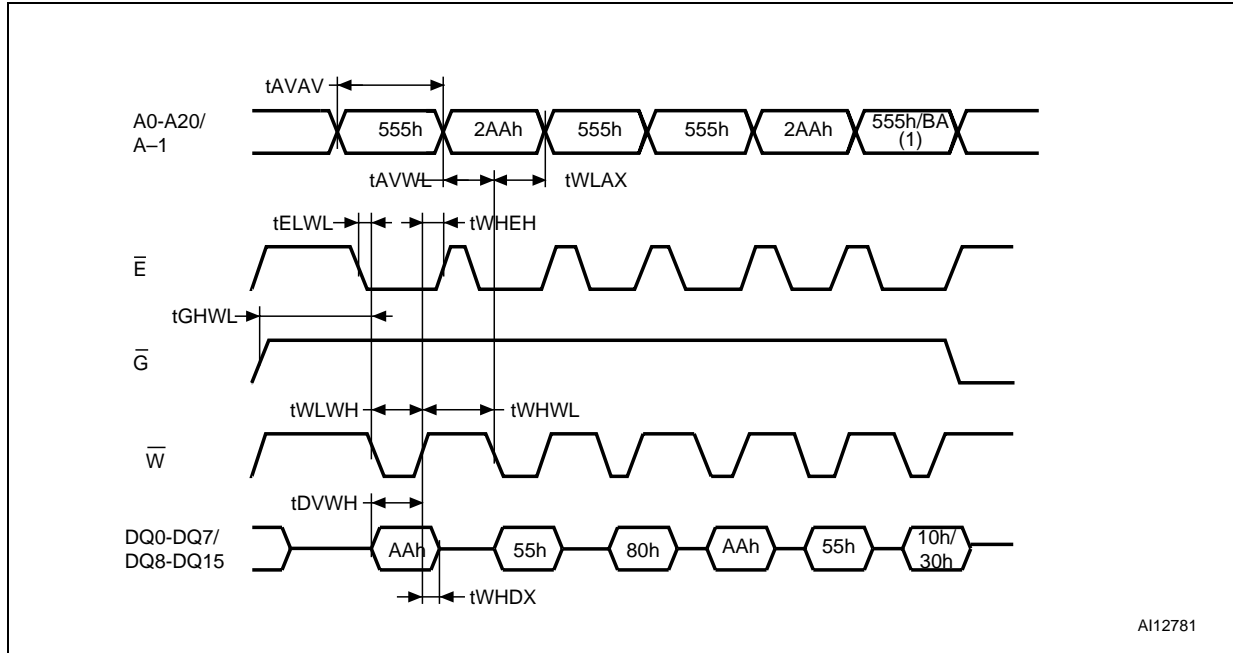 tAVAV
A0-A20/
A–1
555h 2AAh 555h 555h 2AAh 555h/BA
(1)
tAVWL tWLAX
tELWL tWHEH
E
tGHWL
G
tWLWH tWHWL
W
tDVWH
DQ0-DQ7/
DQ8-DQ15
AAh 55h 80h AAh 55h 10h/
30h
tWHDX
AI12781